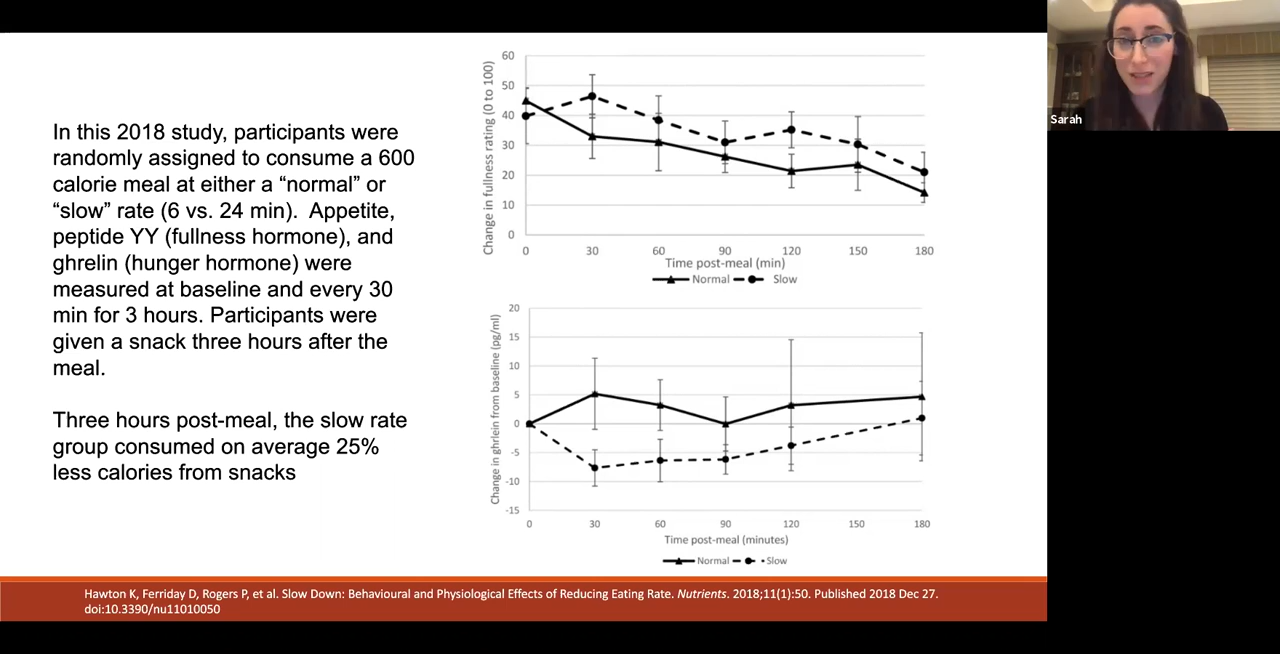 In this 2018 study, participants were
randomly assigned to consume a 600
calorie meal at either a “normal” or
“slow” rate (6 vs. 24 min).  Appetite,
peptide YY (fullness hormone), and
ghrelin (hunger hormone) were
measured at baseline and every 30
min for 3 hours. Participants were
given a snack three hours after the
meal.
Three hours post-meal, the slow rate
group consumed on average 25%
less calories from snacks
Change in fullness rating (0 to 100)
60
50
40
30
20
10
0
0 30 60 90 120 150 180
Time post-meal (min)
Normal Slow
Change in ghrlein from baseline (pg/ml)
20
15
10
5
0
-5
-10
-15
0 30 60 90 120 150 180
Time post-meal (minutes)
Normal Slow
Sarah
Hawton K, Ferriday D, Rogers P, et al. Slow Down: Behavioural and Physiological Effects of Reducing Eating Rate. Nutrients. 2018;11(1):50. Published 2018 Dec 27.
doi:10.3390/nu11010050